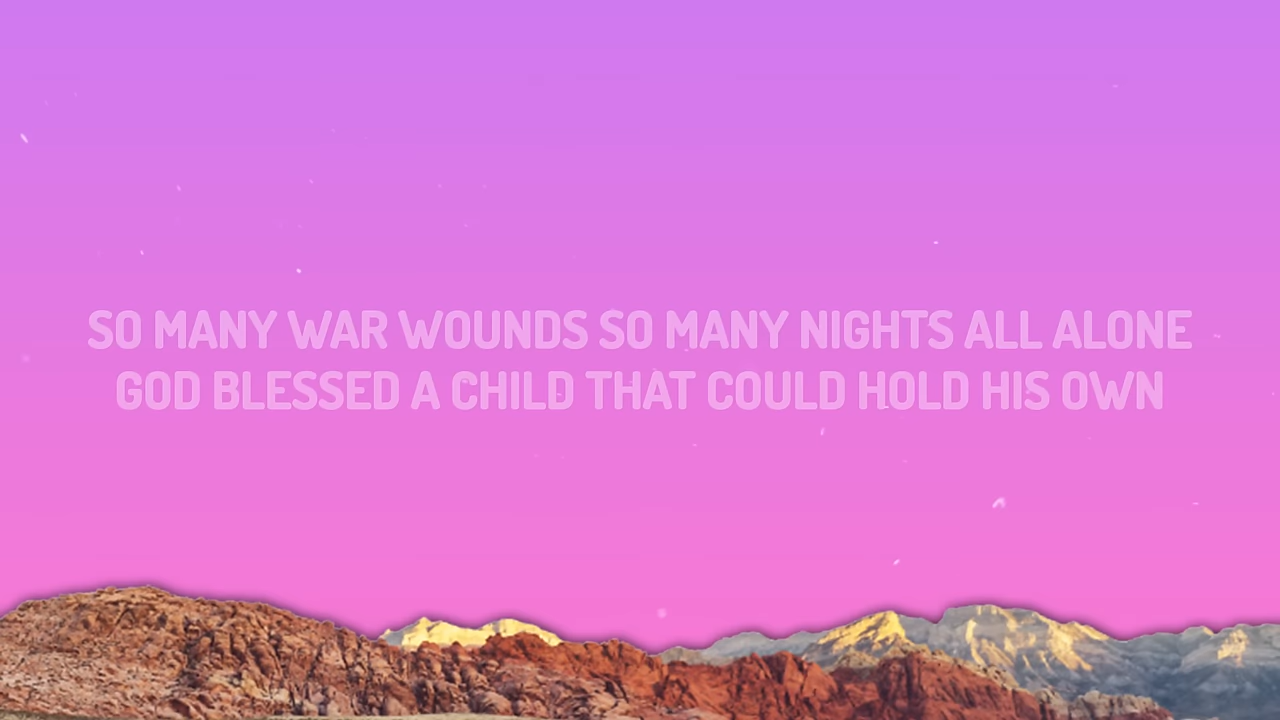 SO MANY WAR WOUNDS SO MANY NIGHTS ALL ALONE
GOD BLESSED A CHILD THAT COULD HOLD HIS OWN